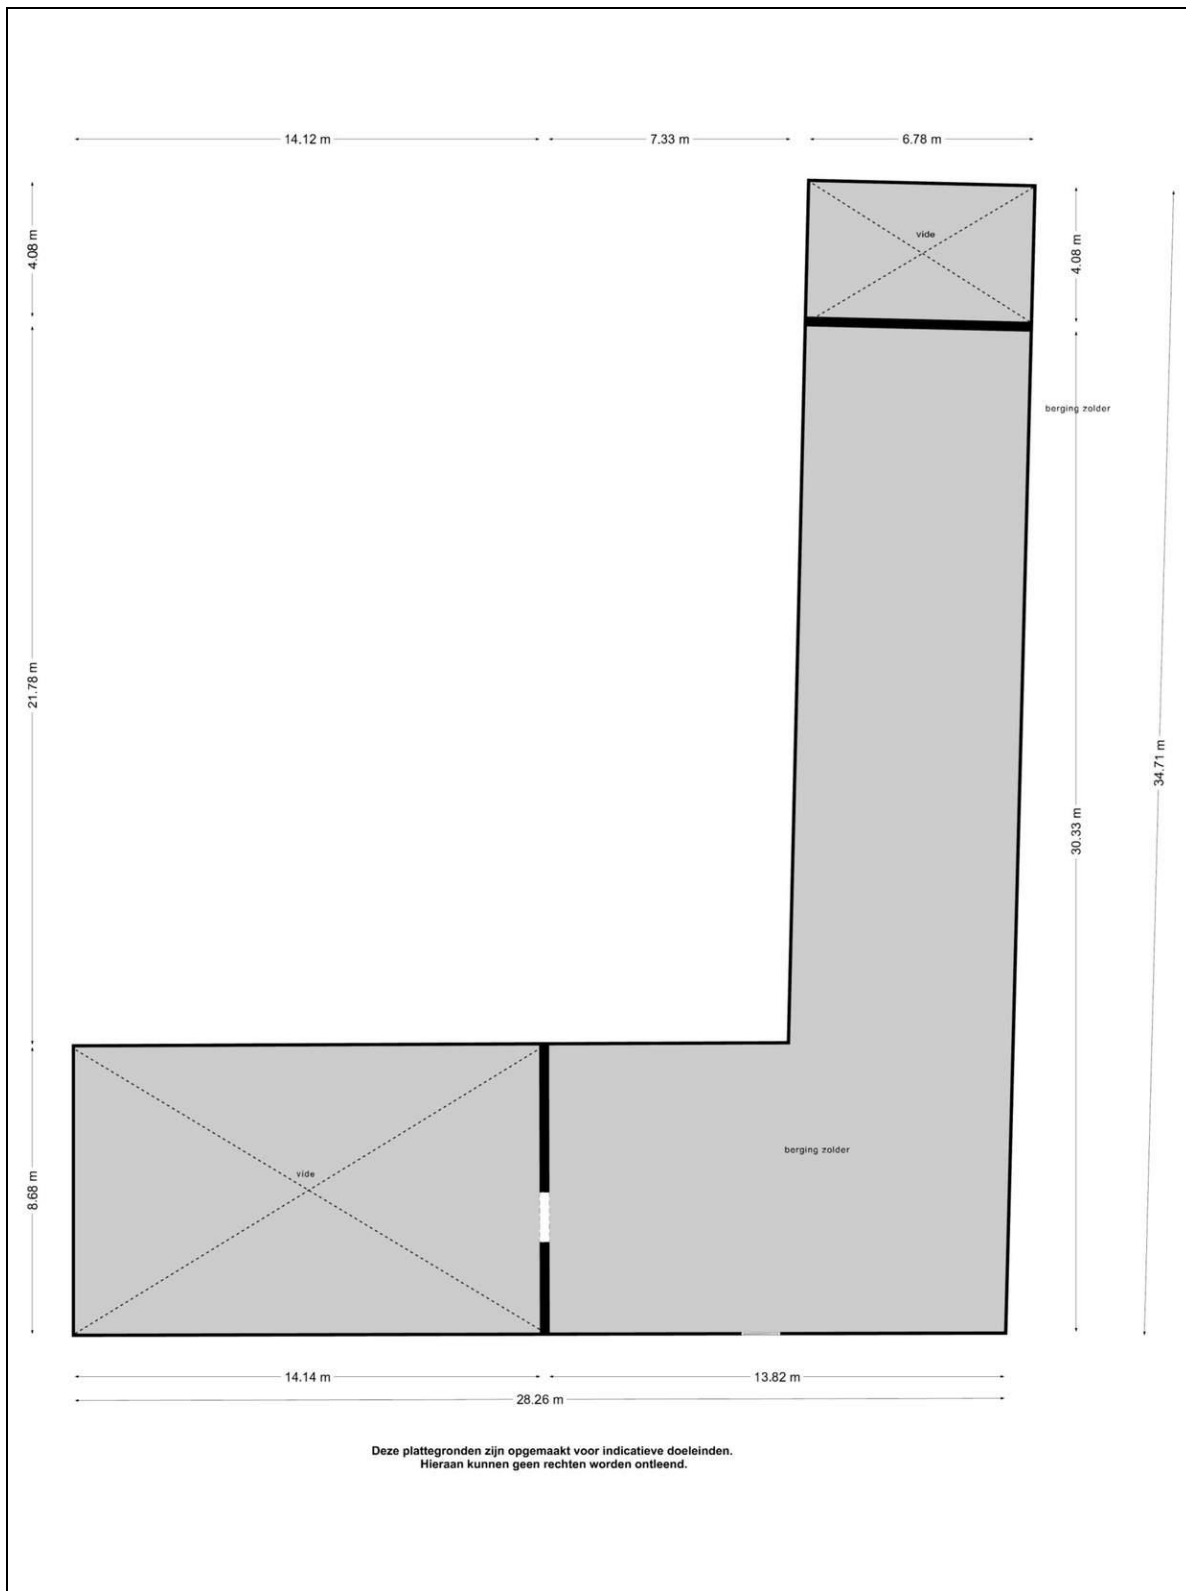 14.12 m
7.33 m
6.78 m
4.08 m
vide
4.08 m
berging zolder
21.78 m
34.71 m
30.33 m
berging zolder
vide
8.68 m
14.14 m
13.82 m
28.26 m
Deze plattegronden zijn opgemaakt voor indicatieve doeleinden.
Hieraan kunnen geen rechten worden ontleend.